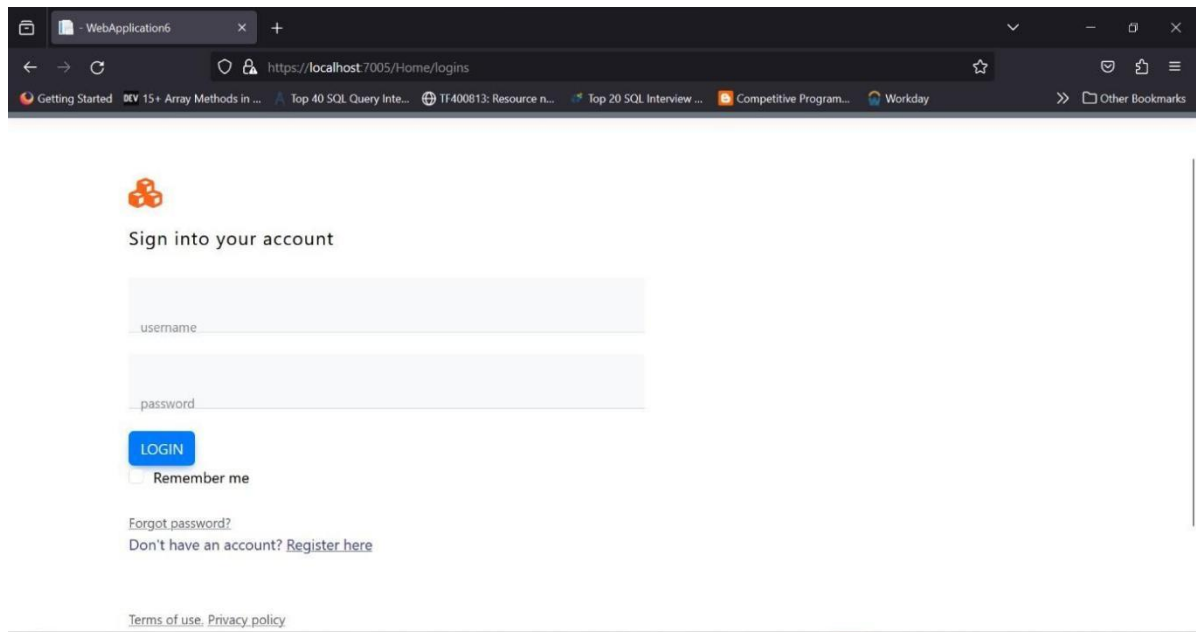 - WebApplication6
https://localhost:7005/Home/logins
Getting Started DEV 15+ Array Methods in ... Top 40 SQL Query Inte... TF400813: Resource n... Top 20 SQL Interview ... Competitive Program... Workday Other Bookmarks
Sign into your account
username
password
LOGIN
Remember me
Forgot password?
Don't have an account? Register here
Terms of use. Privacy policy